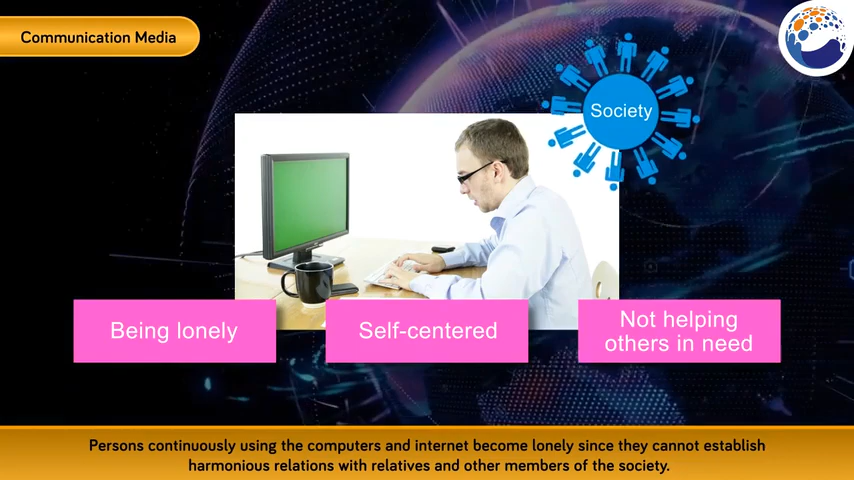 Communication Media
Society
Being lonely
Self-centered
Not helping
others in need
Persons continuously using the computers and internet become lonely since they cannot establish
harmonious relations with relatives and other members of the society.